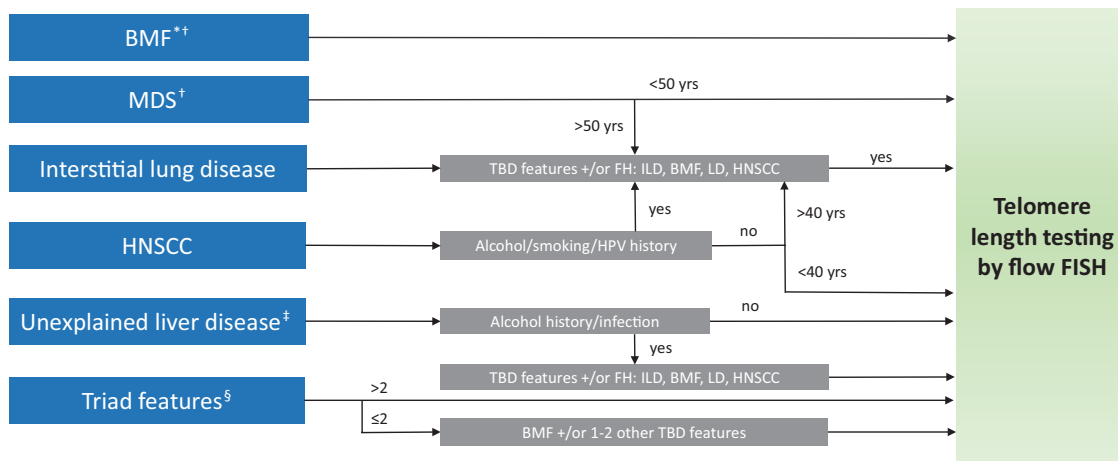 BMF*†
MDS†
<50 yrs
>50 yrs
Interstitial lung disease
TBD features +/or FH: ILD, BMF, LD, HNSCC
yes
yes
>40 yrs
HNSCC
Alcohol/smoking/HPV history
no
<40 yrs
Unexplained liver disease‡
Alcohol history/infection
no
yes
TBD features +/or FH: ILD, BMF, LD, HNSCC
Triad features§
>2
≤2
BMF +/or 1-2 other TBD features
Telomere
length testing
by flow FISH